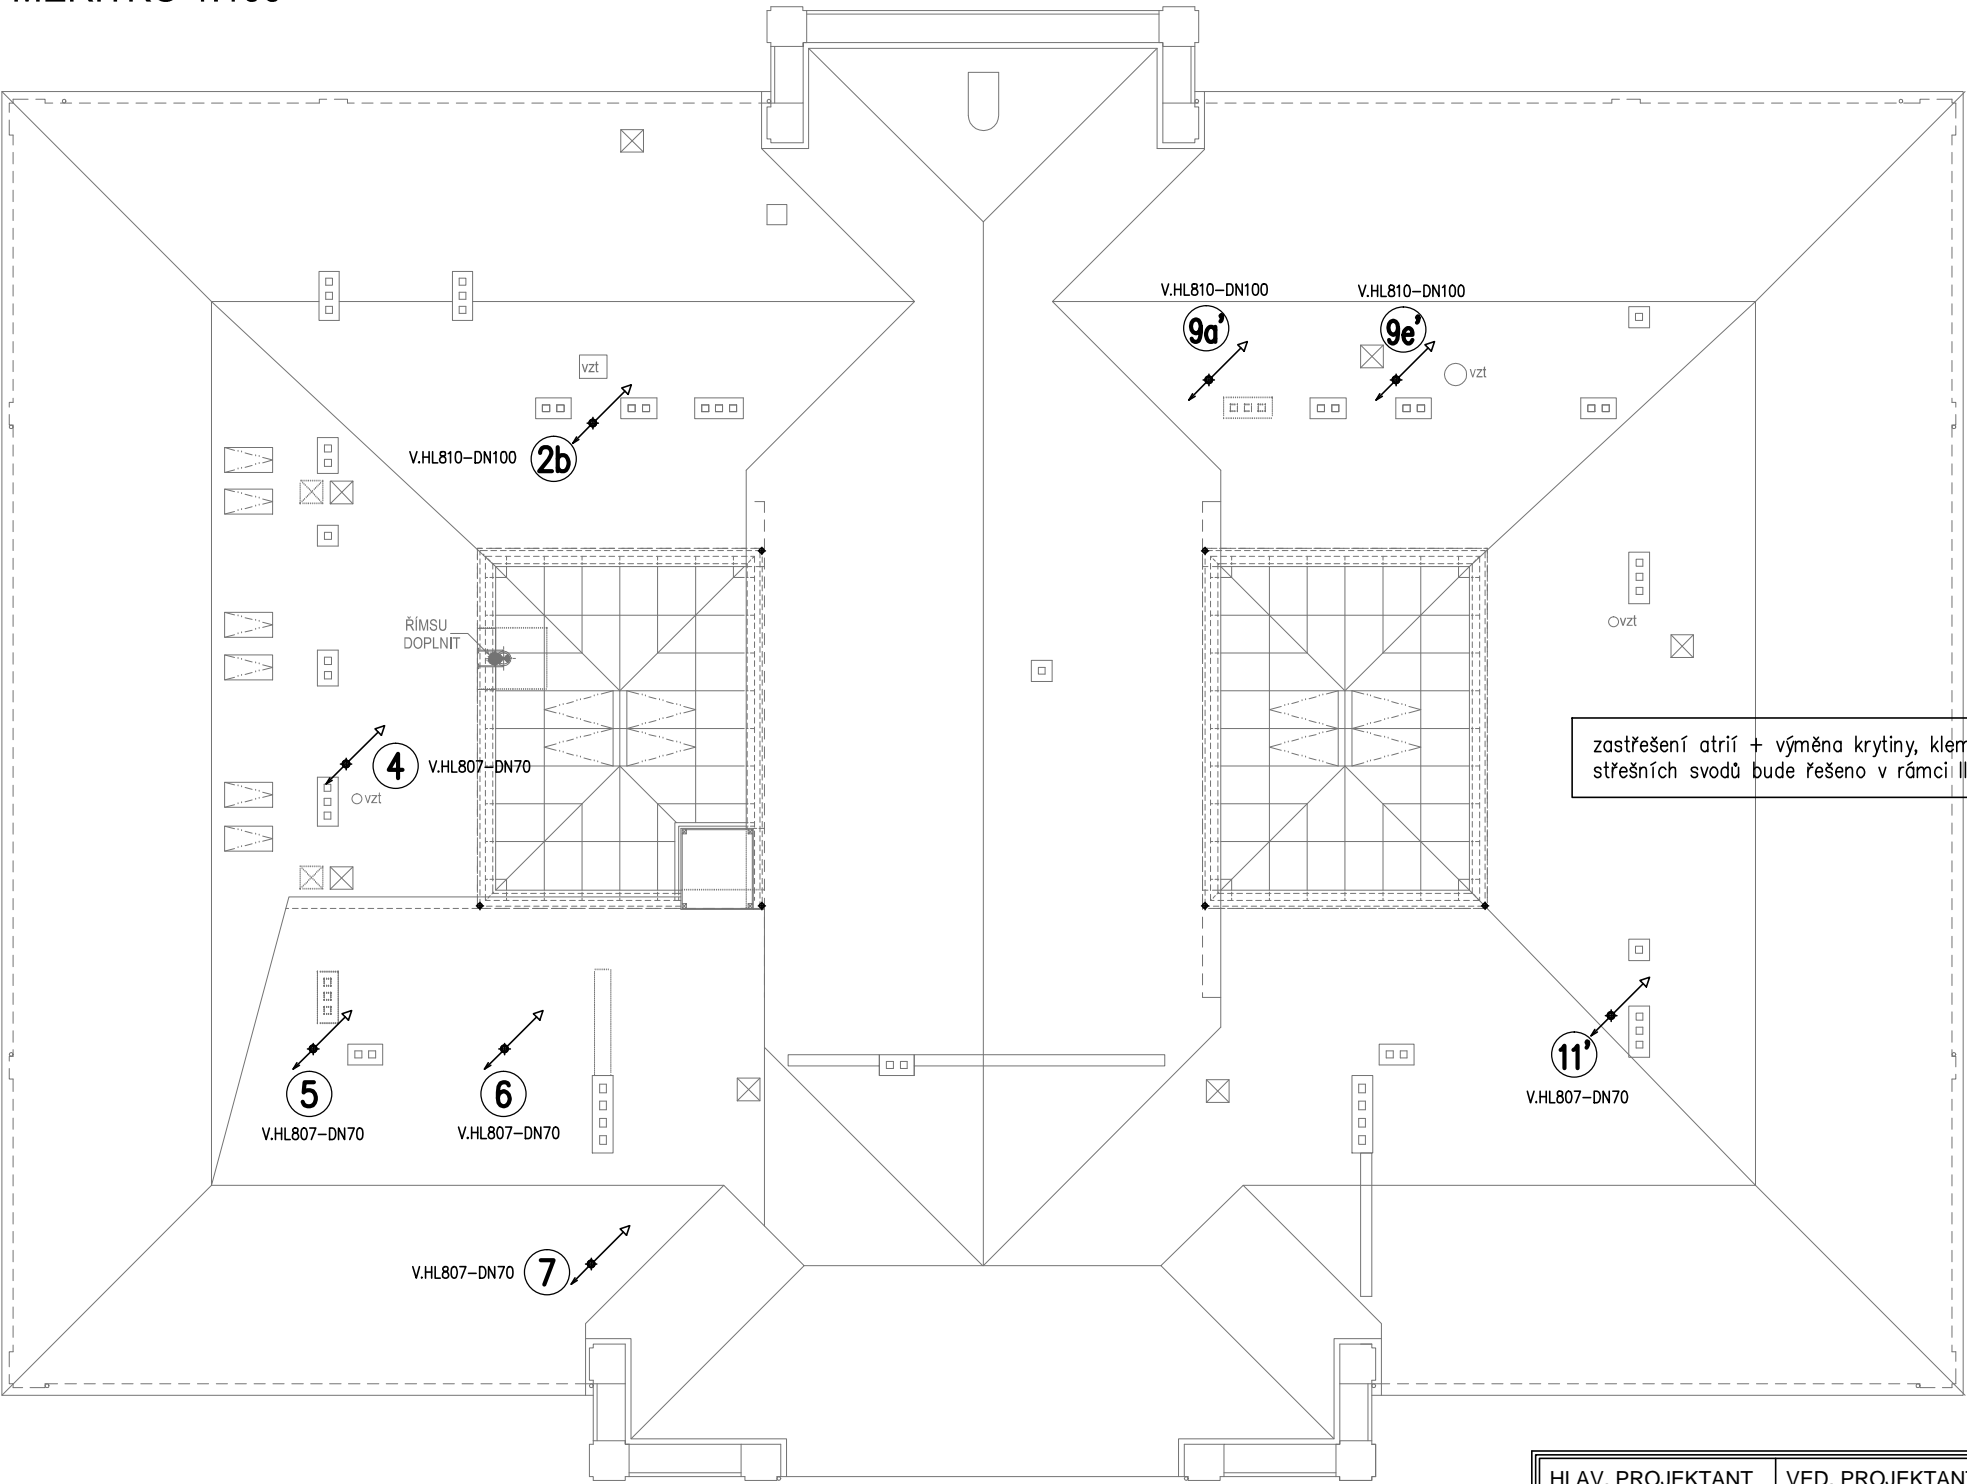 V.HL810-DN100
9a'
V.HL810-DN100
9e'
vzt
vzt
V.HL810-DN100
2b
ŘÍMSU
DOPLNIT
vzt
4
V.HL807-DN70
vzt
zastřešení atrií + výměna krytiny, klem
střešních svodů bude řešeno v rámci II
5
V.HL807-DN70
6
V.HL807-DN70
11'
V.HL807-DN70
V.HL807-DN70
7
HLAV. PROJEKTANT
VED. PROJEKTANT